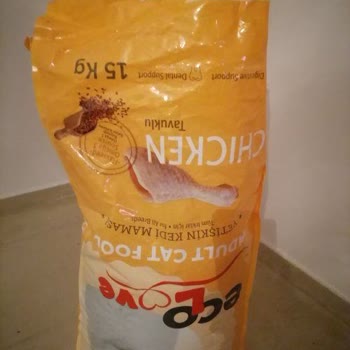 eco
Love
ADULT CAT FOOD
YETİŞKİN KEDİ MAMASI
CHICKEN
Tavuklu
Digestive Support
Dental Support
15 Kg